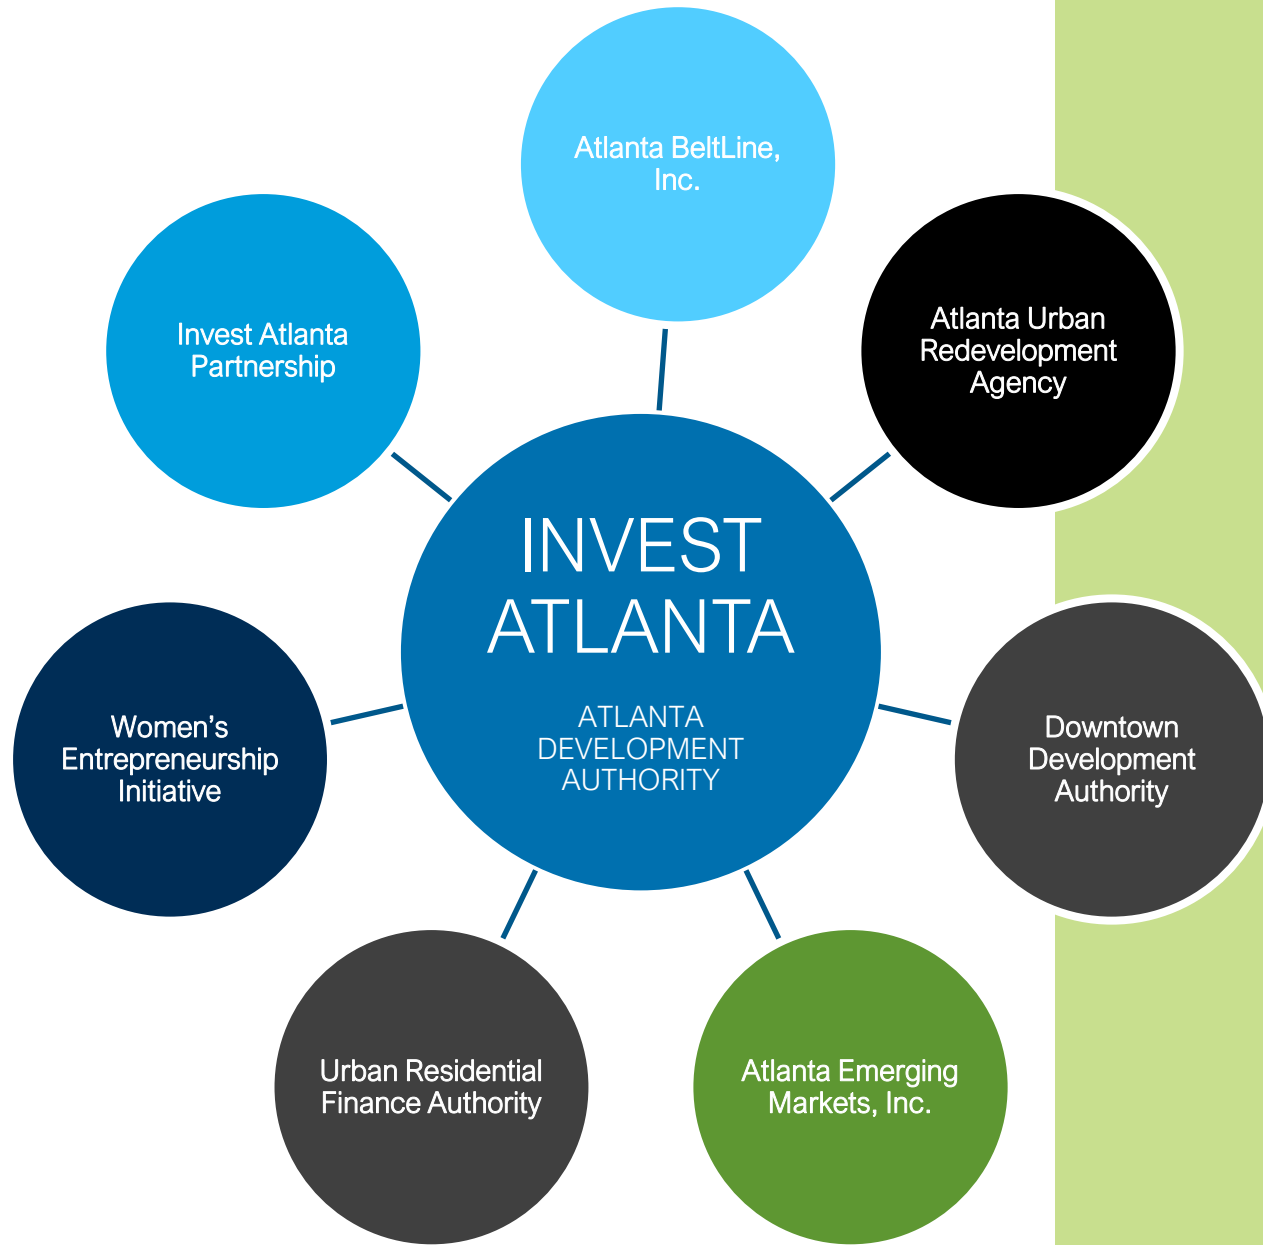 Atlanta BeltLine,
Inc.
Atlanta Urban
Redevelopment
Agency
Invest Atlanta
Partnership
INVEST
ATLANTA
ATLANTA
DEVELOPMENT
AUTHORITY
Women's
Entrepreneurship
Initiative
Downtown
Development
Authority
Urban Residential
Finance Authority
Atlanta Emerging
Markets, Inc.